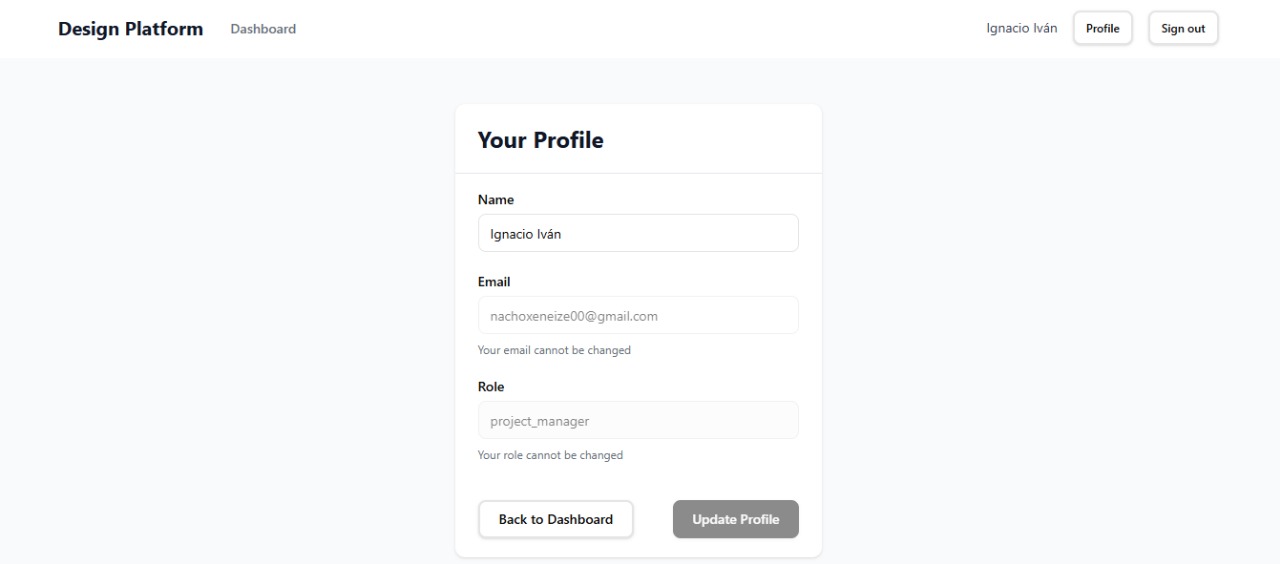 Design Platform Dashboard Ignacio Iván Profile Sign out
Your Profile
Name
Ignacio Iván
Email
nachoxeneize00@gmail.com
Your email cannot be changed
Role
project_manager
Your role cannot be changed
Back to Dashboard Update Profile